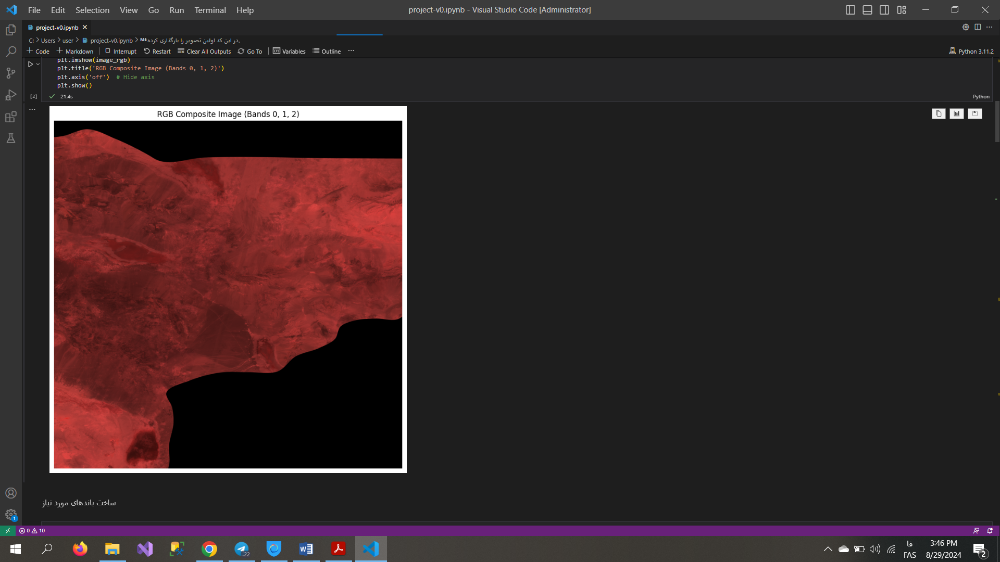 File Edit Selection View Go Run Terminal Help
project-v0.ipynb - Visual Studio Code [Administrator]
project-v0.ipynb
C: > Users > user > project-v0.ipynb > در این کد اولین تصویر را بارگذاری کرده.
Code Markdown Interrupt Restart Clear All Outputs Go To Variables Outline ...
Python 3.11.2
plt.imshow(image_rgb)
plt.title('RGB Composite Image (Bands 0, 1, 2)')
plt.axis('off')  # Hide axis
plt.show()
[2]
21.4s
Python
RGB Composite Image (Bands 0, 1, 2)
ساخت باندهای مورد نیاز
1
0 10
..22
فا
FAS
3:46 PM
8/29/2024
2